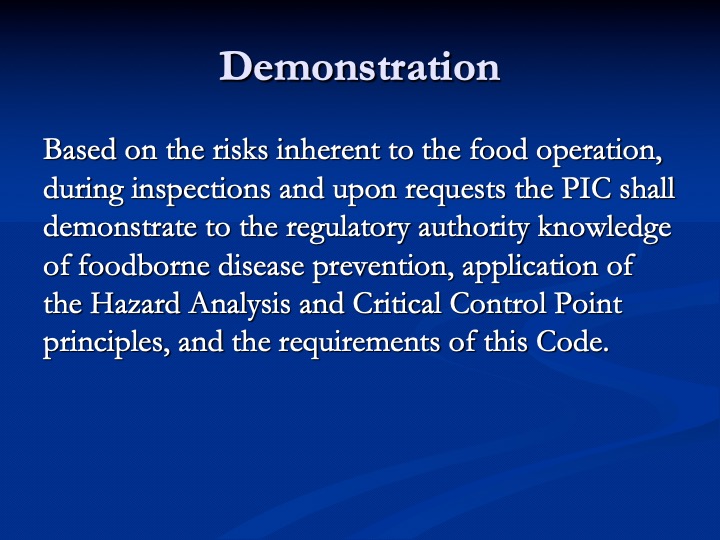 Demonstration
Based on the risks inherent to the food operation,
during inspections and upon requests the PIC shall
demonstrate to the regulatory authority knowledge
of foodborne disease prevention, application of
the Hazard Analysis and Critical Control Point
principles, and the requirements of this Code.